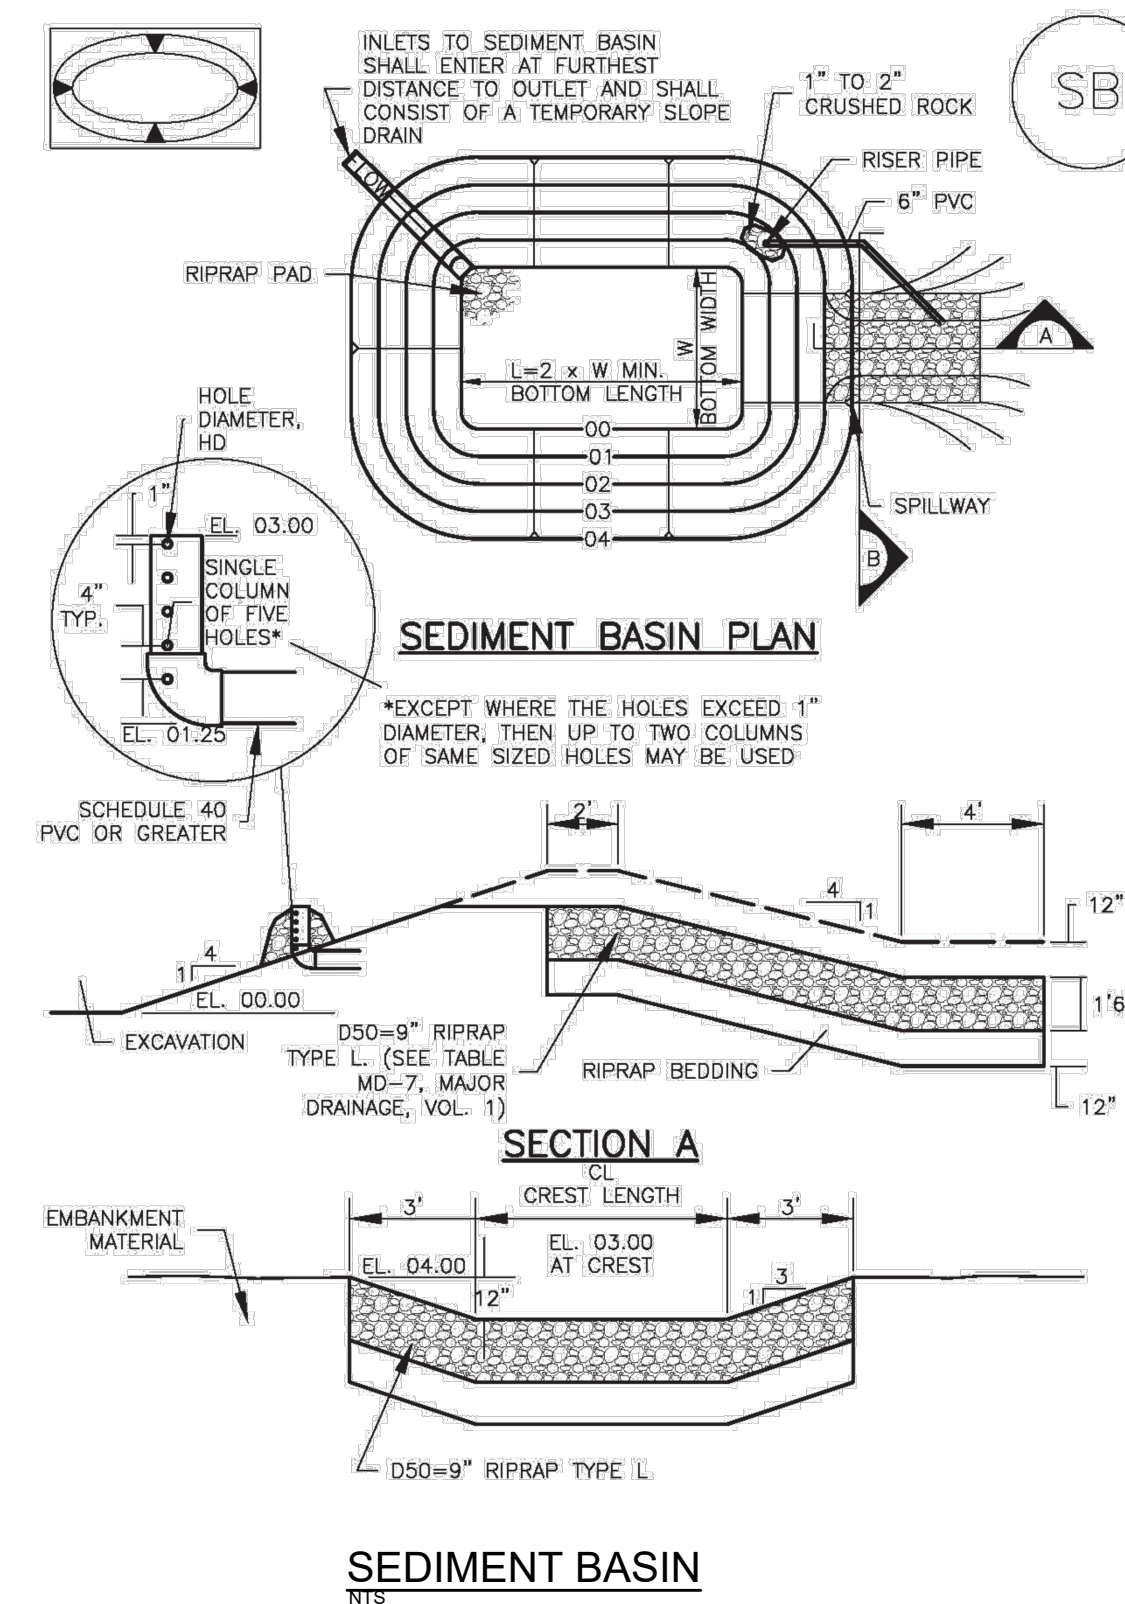 INLETS TO SEDIMENT BASIN
SHALL ENTER AT FURTHEST
DISTANCE TO OUTLET AND SHALL
CONSIST OF A TEMPORARY SLOPE
DRAIN
1" TO 2"
CRUSHED ROCK
SB
RISER PIPE
6" PVC
FLOW
RIPRAP PAD
BOTTOM WIDTH
W
L=2 x W MIN.
BOTTOM LENGTH
A
00
01
02
03
04
SPILLWAY
B
HOLE
DIAMETER,
HD
1"
EL. 03.00
4"
TYP.
SINGLE
COLUMN
OF FIVE
HOLES*
EL. 01.25
SEDIMENT BASIN PLAN
*EXCEPT WHERE THE HOLES EXCEED 1"
DIAMETER, THEN UP TO TWO COLUMNS
OF SAME SIZED HOLES MAY BE USED
SCHEDULE 40
PVC OR GREATER
2'
4'
4
1
12"
4
1
EL. 00.00
EXCAVATION
1'6
D50=9" RIPRAP
TYPE L. (SEE TABLE
MD-7, MAJOR
DRAINAGE, VOL. 1)
RIPRAP BEDDING
12"
SECTION A
CL
CREST LENGTH
3'
3'
EMBANKMENT
MATERIAL
EL. 04.00
EL. 03.00
AT CREST
12"
3
1
D50=9" RIPRAP TYPE L
SEDIMENT BASIN
NTS